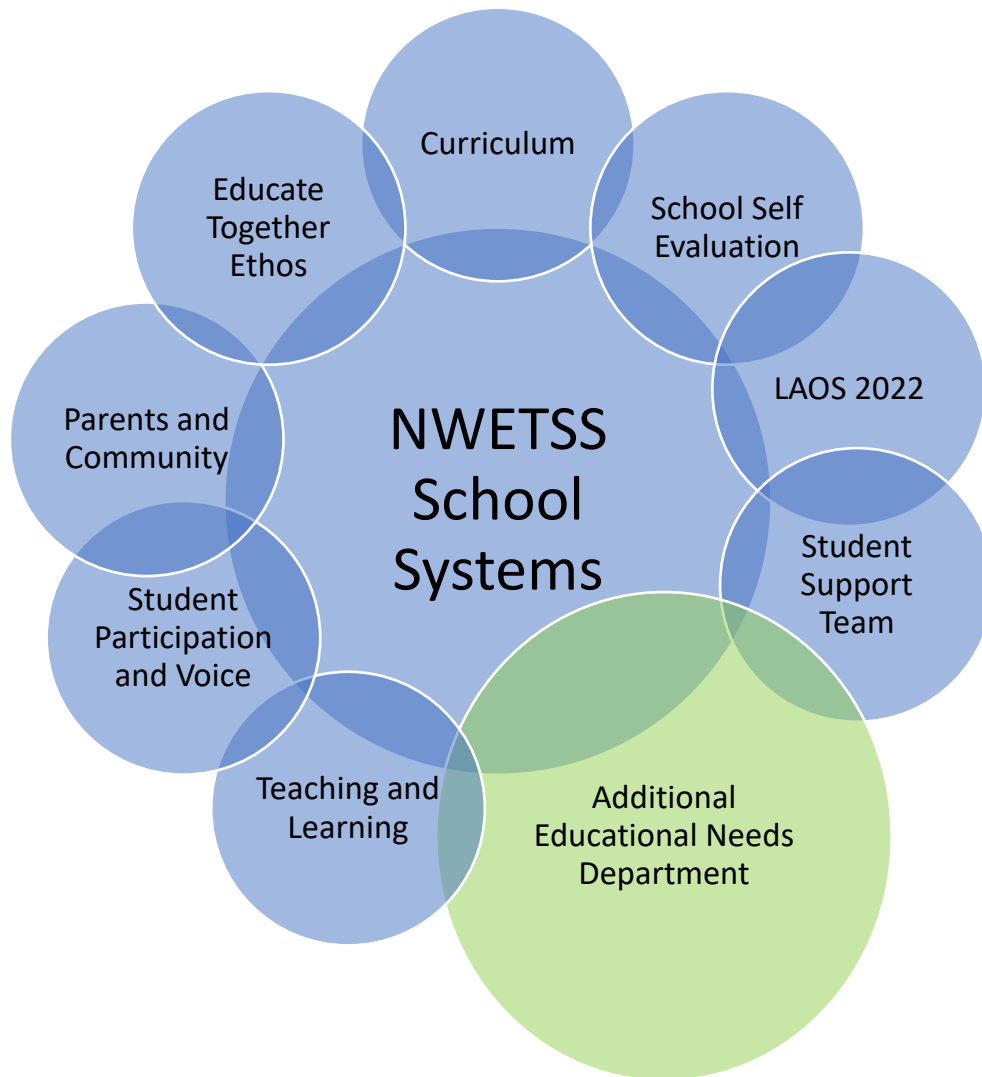 Curriculum
School Self
Evaluation
LAOS 2022
Student
Support
Team
Additional
Educational Needs
Department
Teaching and
Learning
Student
Participation
and Voice
Parents and
Community
Educate
Together
Ethos
NWETSS
School
Systems